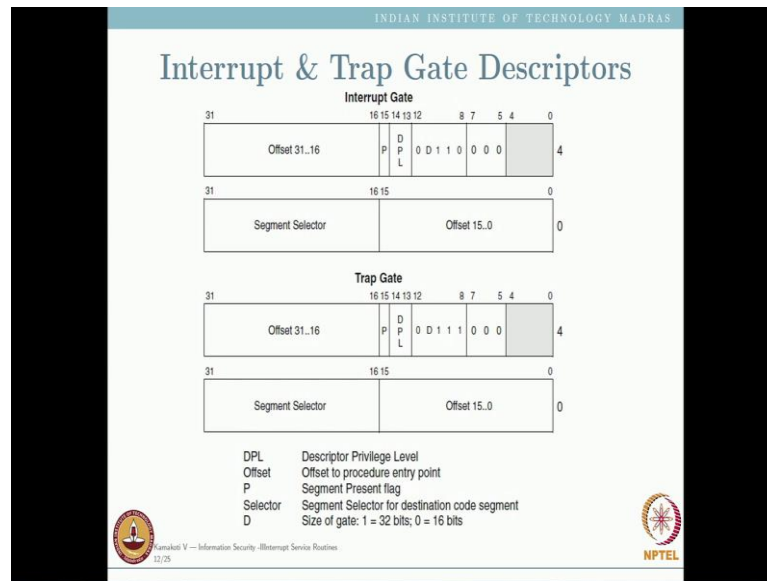 INDIAN INSTITUTE OF TECHNOLOGY MADRAS
Interrupt & Trap Gate Descriptors
Interrupt Gate
31 16 15 14 13 12 8 7 5 4 0
Offset 31..16 P DPL 0 D 1 1 0 0 0 0 4
31 16 15 0
Segment Selector Offset 15..0 0
Trap Gate
31 16 15 14 13 12 8 7 5 4 0
Offset 31..16 P DPL 0 D 1 1 1 0 0 0 4
31 16 15 0
Segment Selector Offset 15..0 0
DPL Descriptor Privilege Level
Offset Offset to procedure entry point
P Segment Present flag
Selector Segment Selector for destination code segment
D Size of gate: 1 = 32 bits; 0 = 16 bits
Kamakoti V — Information Security -IIInterrupt Service Routines
12/25
NPTEL